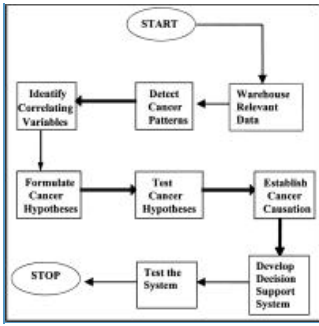 START
Identify
Correlating
Variables
Detect
Cancer
Patterns
Warehouse
Relevant
Data
Formulate
Cancer
Hypotheses
Test
Cancer
Hypotheses
Establish
Cancer
Causation
STOP
Test the
System
Develop
Decision
Support
System